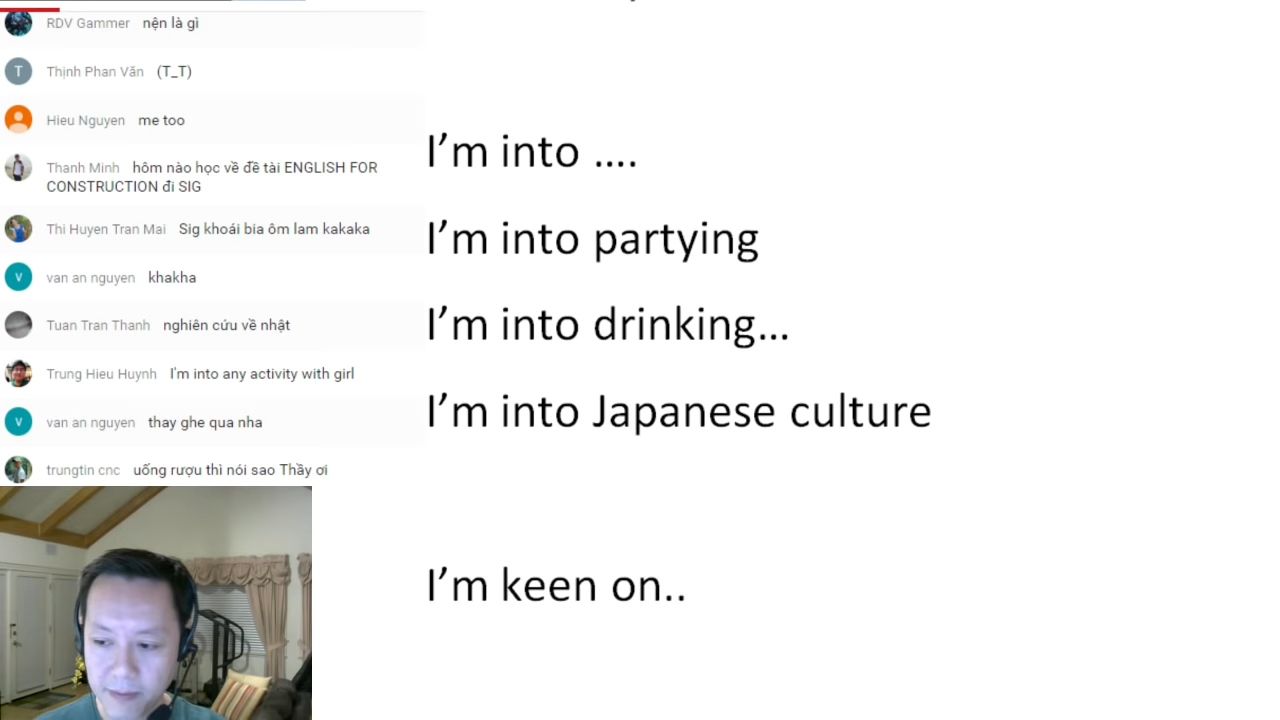 RDV Gammer nện là gì
T Thịnh Phan Văn (T_T)
Hieu Nguyen me too
Thanh Minh hôm nào học về đề tài ENGLISH FOR
CONSTRUCTION đi SIG
Thi Huyen Tran Mai Sig khoái bia ôm lam kakaka
V van an nguyen khakha
Tuan Tran Thanh nghiên cứu về nhật
Trung Hieu Huynh I'm into any activity with girl
V van an nguyen thay ghe qua nha
trungtin cnc uống rượu thì nói sao Thầy ơi
I’m into ....
I’m into partying
I’m into drinking...
I’m into Japanese culture
I’m keen on..